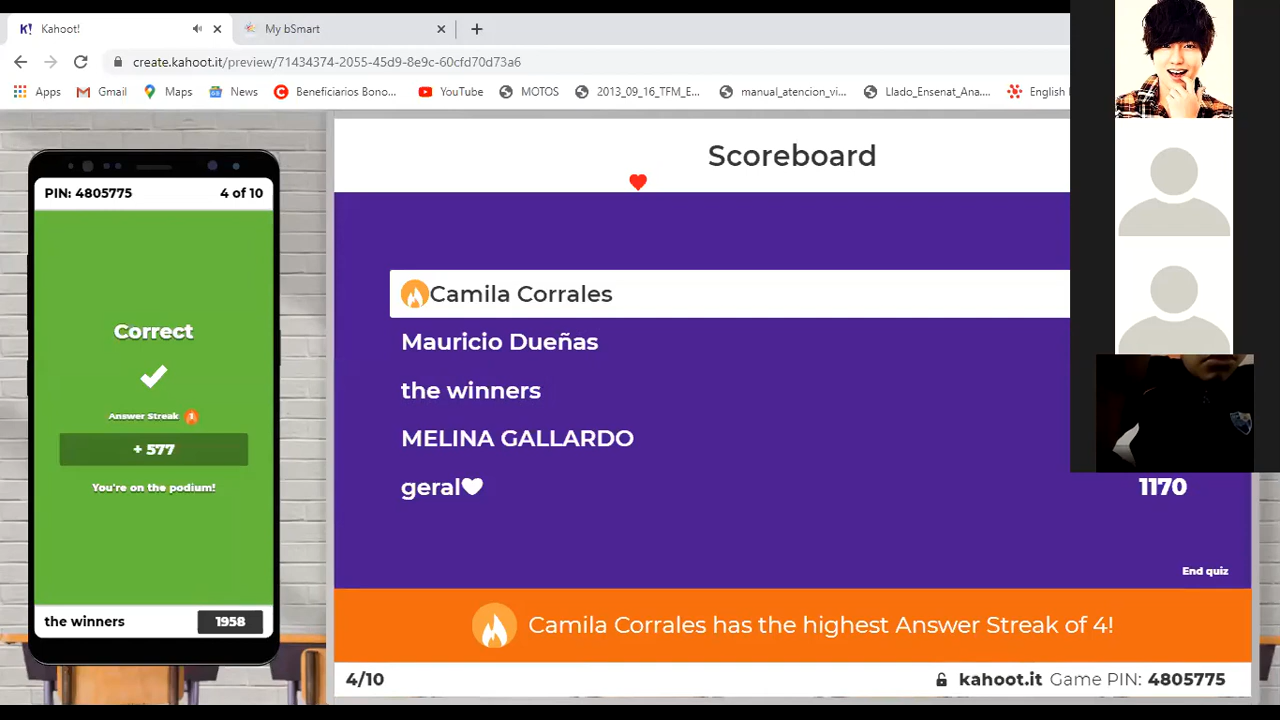 K! Kahoot!
My bSmart
create.kahoot.it/preview/71434374-2055-45d9-8e9c-60cfd70d73a6
Apps
Gmail
Maps
News
Beneficiarios Bono...
YouTube
MOTOS
2013_09_16_TFM_E...
manual_atencion_vi...
Llado_Ensenat_Ana....
English
PIN: 4805775
4 of 10
Correct
Answer Streak 1
+ 577
You're on the podium!
the winners
1958
Scoreboard
Camila Corrales
Mauricio Dueñas
the winners
MELINA GALLARDO
geral
1170
End quiz
Camila Corrales has the highest Answer Streak of 4!
4/10
kahoot.it Game PIN: 4805775